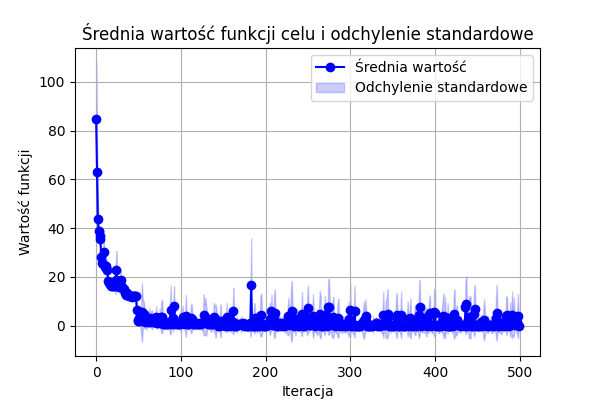 Średnia wartość funkcji celu i odchylenie standardowe
Średnia wartość
Odchylenie standardowe
Wartość funkcji
100
80
60
40
20
0
0 100 200 300 400 500
Iteracja